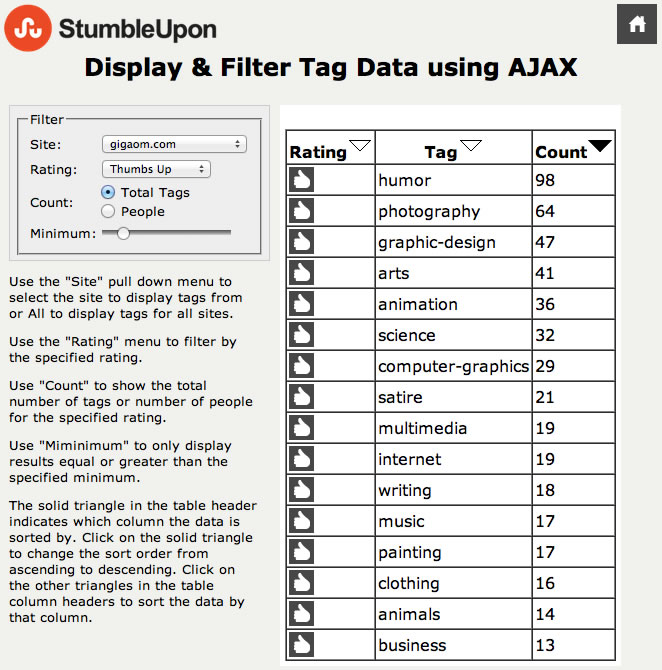 StumbleUpon
Display & Filter Tag Data using AJAX
Filter
Site: gigaom.com
Rating: Thumbs Up
Count: Total Tags
People
Minimum:
Use the "Site" pull down menu to
select the site to display tags from
or All to display tags for all sites.
Use the "Rating" menu to filter by
the specified rating.
Use "Count" to show the total
number of tags or number of people
for the specified rating.
Use "Miminimum" to only display
results equal or greater than the
specified minimum.
The solid triangle in the table header
indicates which column the data is
sorted by. Click on the solid triangle
to change the sort order from
ascending to descending. Click on
the other triangles in the table
column headers to sort the data by
that column.
Rating Tag Count
humor 98
photography 64
graphic-design 47
arts 41
animation 36
science 32
computer-graphics 29
satire 21
multimedia 19
internet 19
writing 18
music 17
painting 17
clothing 16
animals 14
business 13